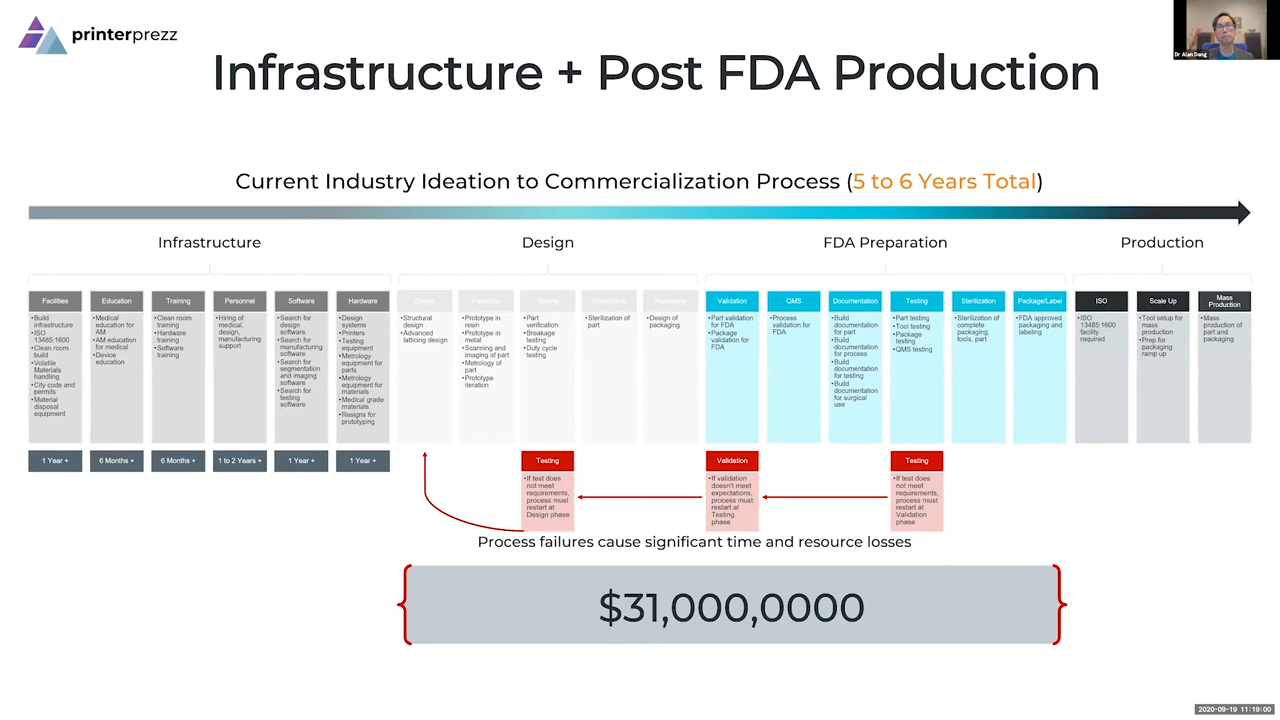 printerprezz
Dr Alan Dang
Infrastructure + Post FDA Production
Current Industry Ideation to Commercialization Process (5 to 6 Years Total)
Infrastructure
Design
FDA Preparation
Production
Facilities
•Build
infrastructure
•ISO
13485:1600
•Clean room
build
•Volatile
Materials
handling
•City code and
permits
•Material
disposal
equipment
1 Year +
Education
•Medical
education for
AM
•AM education
for medical
•Device
education
6 Months +
Training
•Clean room
training
•Hardware
training
•Software
training
6 Months +
Personnel
•Hiring of
medical,
design,
manufacturing
support
1 to 2 Years +
Software
•Search for
design
software
•Search for
manufacturing
software
•Search for
segmentation
and imaging
software
•Search for
testing
software
1 Year +
Hardware
•Design
systems
•Printers
•Testing
equipment
•Metrology
equipment for
parts
•Metrology
equipment for
materials
•Medical grade
materials
•Resigns for
prototyping
1 Year +
Design
•Structural
design
•Advanced
latticing design
Prototype
•Prototype in
resin
•Prototype in
metal
•Scanning and
imaging of part
•Metrology of
part
•Prototype
iteration
Testing
•Part
verification
•Breakage
testing
•Duty cycle
testing
Sterilization
•Sterilization of
part
Packaging
•Design of
packaging
Validation
•Part validation
for FDA
•Package
validation for
FDA
QMS
•Process
validation for
FDA
Documentation
•Build
documentation
for part
•Build
documentation
for process
•Build
documentation
for testing
•Build
documentation
for surgical
use
Testing
•Part testing
•Tool testing
•Package
testing
•QMS testing
Sterilization
•Sterilization of
complete
packaging,
tools, part
Package/Label
•FDA approved
packaging and
labeling
ISO
•ISO
13485:1600
facility
required
Scale Up
•Tool setup for
mass
production
•Prep for
packaging
ramp up
Mass
Production
•Mass
production of
part and
packaging
Testing
•If test does
not meet
requirements,
process must
restart at
Design phase
Validation
•If validation
doesn't meet
expectations,
process must
restart at
Testing
phase
Testing
•If test does
not meet
requirements,
process must
restart at
Validation
phase
Process failures cause significant time and resource losses
$31,000,0000
2020-09-19 11:19:00